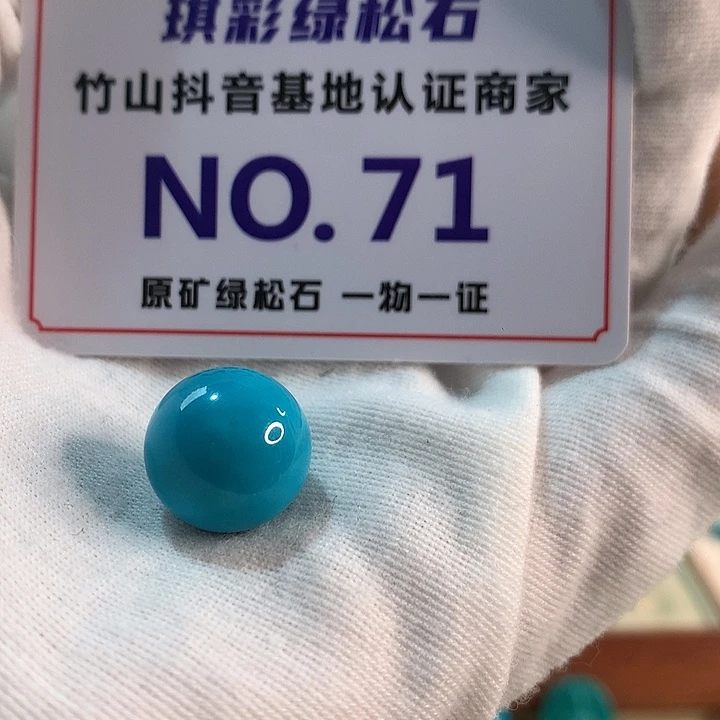 琪彩绿松石
竹山抖音基地认证商家
NO.71
原矿绿松石 一物一证